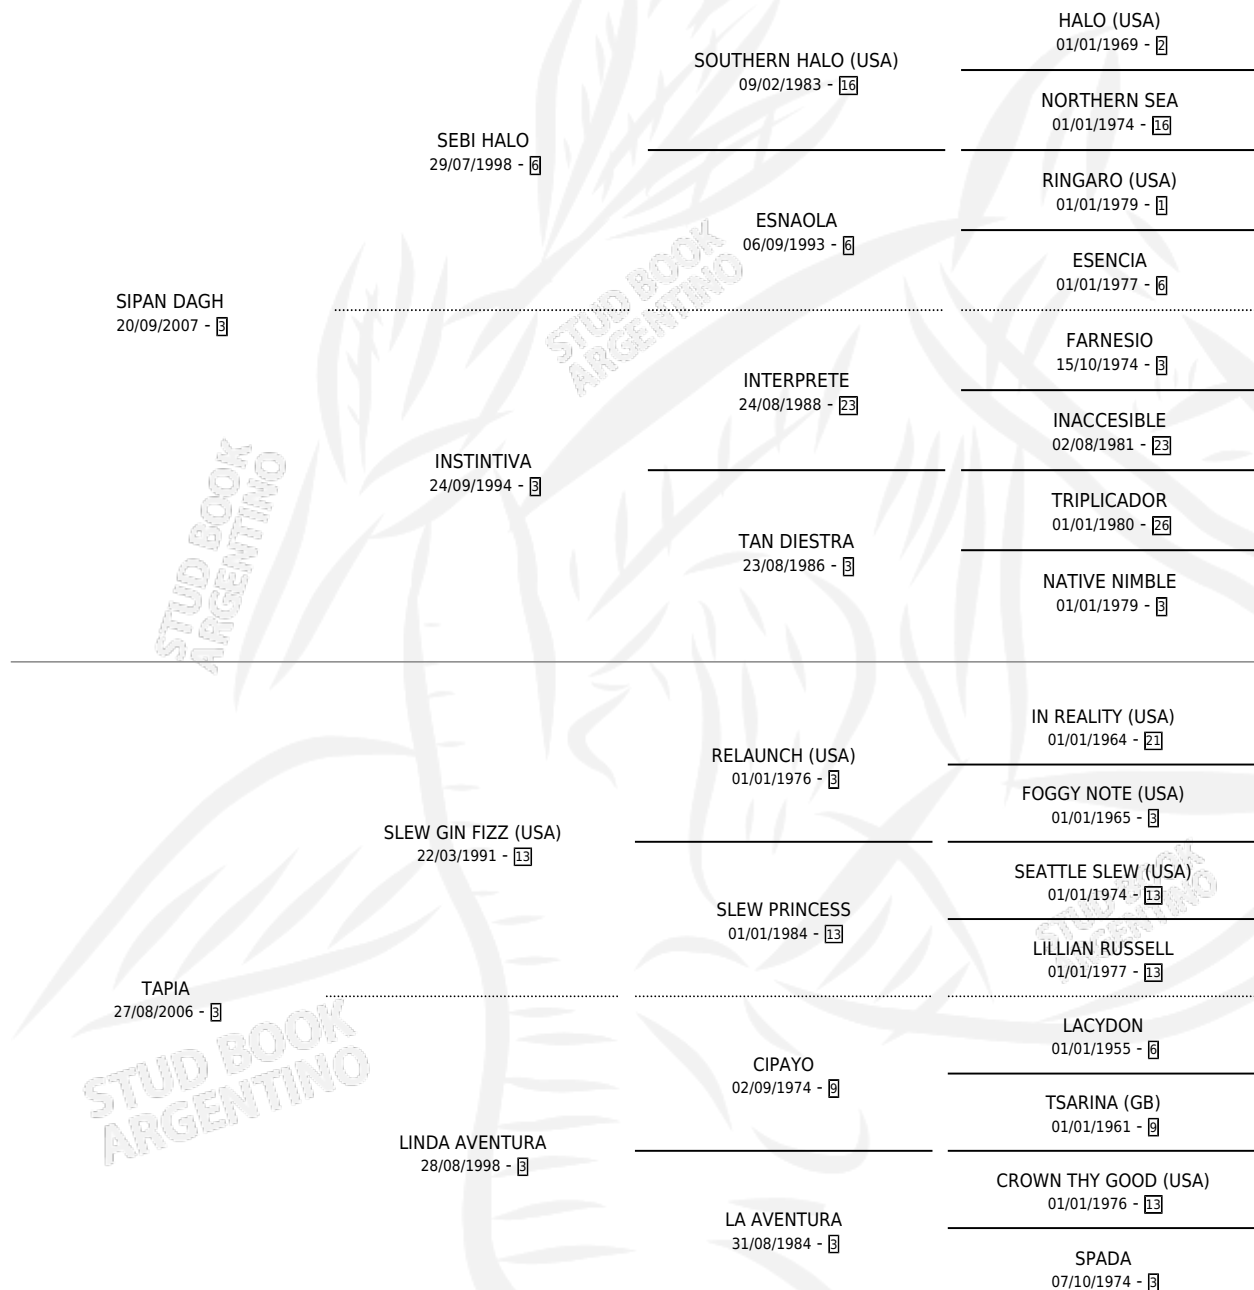 HALO (USA)
01/01/1969 - 2
SOUTHERN HALO (USA)
09/02/1983 - 16
NORTHERN SEA
01/01/1974 - 16
SEBI HALO
29/07/1998 - 6
RINGARO (USA)
01/01/1979 - 1
ESNAOLA
06/09/1993 - 6
ESENCIA
01/01/1977 - 6
SIPAN DAGH
20/09/2007 - 3
STUD BOOK
ARGENTINO
FARNESIO
15/10/1974 - 3
INTERPRETE
24/08/1988 - 23
INACCESIBLE
02/08/1981 - 23
INSTINTIVA
24/09/1994 - 3
TRIPLICADOR
01/01/1980 - 26
TAN DIESTRA
23/08/1986 - 3
NATIVE NIMBLE
01/01/1979 - 3
STUD BOOK
ARGENTINO
IN REALITY (USA)
01/01/1964 - 21
RELAUNCH (USA)
01/01/1976 - 3
FOGGY NOTE (USA)
01/01/1965 - 3
SLEW GIN FIZZ (USA)
22/03/1991 - 13
SEATTLE SLEW (USA)
01/01/1974 - 13
SLEW PRINCESS
01/01/1984 - 13
LILLIAN RUSSELL
01/01/1977 - 13
STUD BOOK
ARGENTINO
TAPIA
27/08/2006 - 3
STUD BOOK
ARGENTINO
LACYDON
01/01/1955 - 6
CIPAYO
02/09/1974 - 9
TSARINA (GB)
01/01/1961 - 9
LINDA AVENTURA
28/08/1998 - 3
CROWN THY GOOD (USA)
01/01/1976 - 13
LA AVENTURA
31/08/1984 - 3
SPADA
07/10/1974 - 3